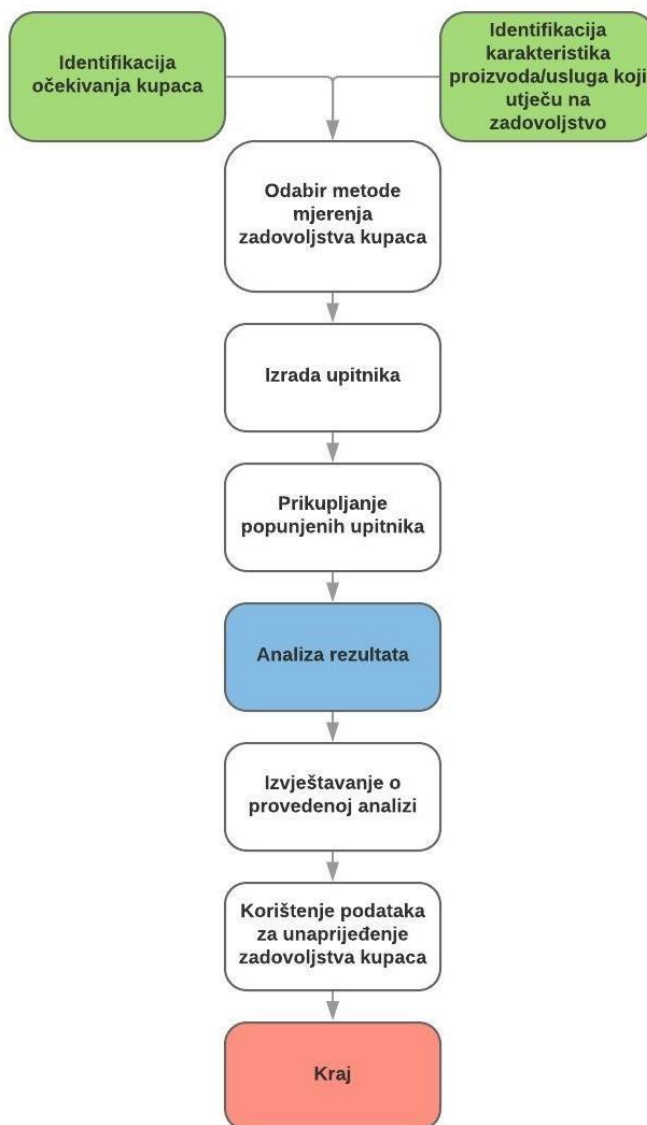 Identifikacija
očekivanja kupaca
Identifikacija
karakteristika
proizvoda/usluga koji
utječu na
zadovoljstvo
Odabir metode
mjerenja
zadovoljstva kupaca
Izrada upitnika
Prikupljanje
popunjenih upitnika
Analiza rezultata
Izvještavanje o
provedenoj analizi
Korištenje podataka
za unaprijeđenje
zadovoljstva kupaca
Kraj